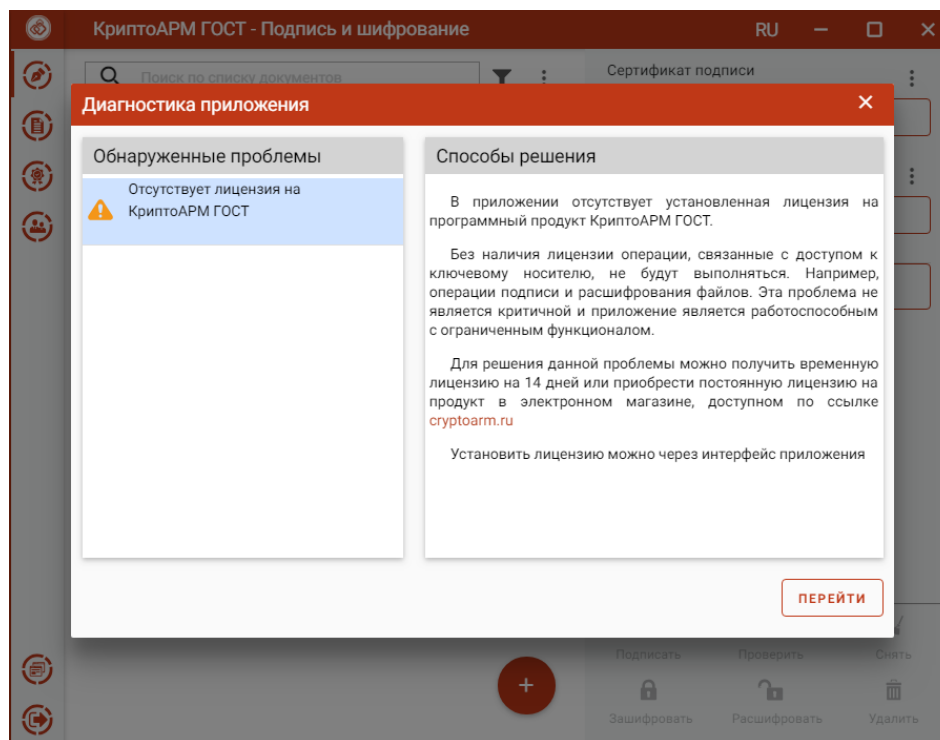 КриптоАРМ ГОСТ - Подпись и шифрование
RU
Поиск по списку документов
Сертификат подписи
Диагностика приложения
Обнаруженные проблемы
Отсутствует лицензия на
КриптоАРМ ГОСТ
Способы решения
В приложении отсутствует установленная лицензия на
программный продукт КриптоАРМ ГОСТ.
Без наличия лицензии операции, связанные с доступом к
ключевому носителю, не будут выполняться. Например,
операции подписи и расшифрования файлов. Эта проблема не
является критичной и приложение является работоспособным
с ограниченным функционалом.
Для решения данной проблемы можно получить временную
лицензию на 14 дней или приобрести постоянную лицензию на
продукт в электронном магазине, доступном по ссылке
cryptoarm.ru
Установить лицензию можно через интерфейс приложения
ПЕРЕЙТИ
Подписать Проверить Снять
Зашифровать Расшифровать Удалить